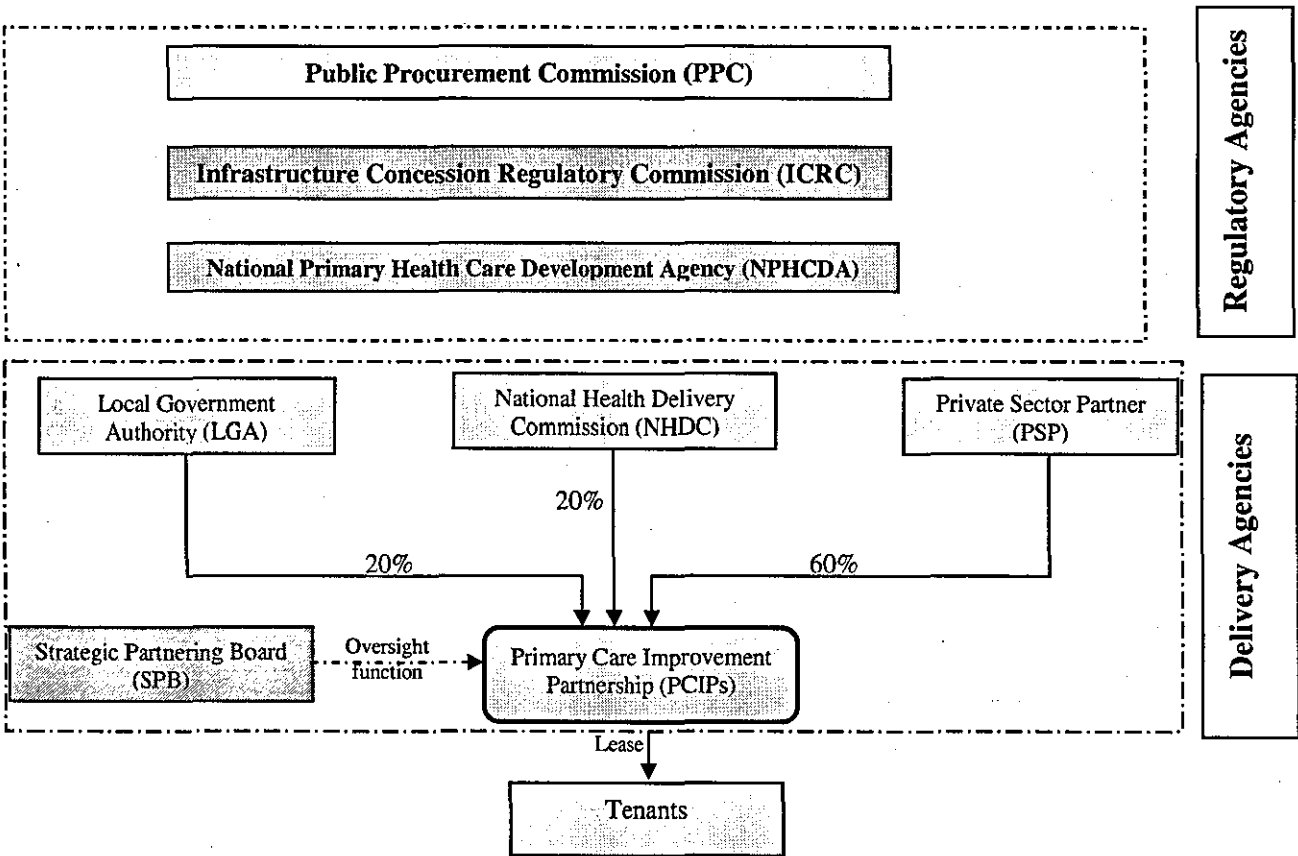 Public Procurement Commission (PPC)
Infrastructure Concession Regulatory Commission (ICRC)
National Primary Health Care Development Agency (NPHCDA)
Regulatory Agencies
Local Government
Authority (LGA)
National Health Delivery
Commission (NHDC)
Private Sector Partner
(PSP)
20%
20%
60%
Strategic Partnering Board
(SPB)
Oversight
function
Primary Care Improvement
Partnership (PCIPs)
Delivery Agencies
Lease
Tenants